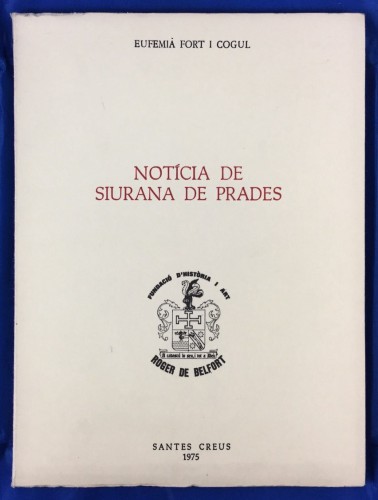 EUFEMIÀ FORT I COGUL
NOTÍCIA DE
SIURANA DE PRADES
FUNDACIÓ D'HISTÒRIA I ART
ROGER DE BELFORT
SANTES CREUS
1975